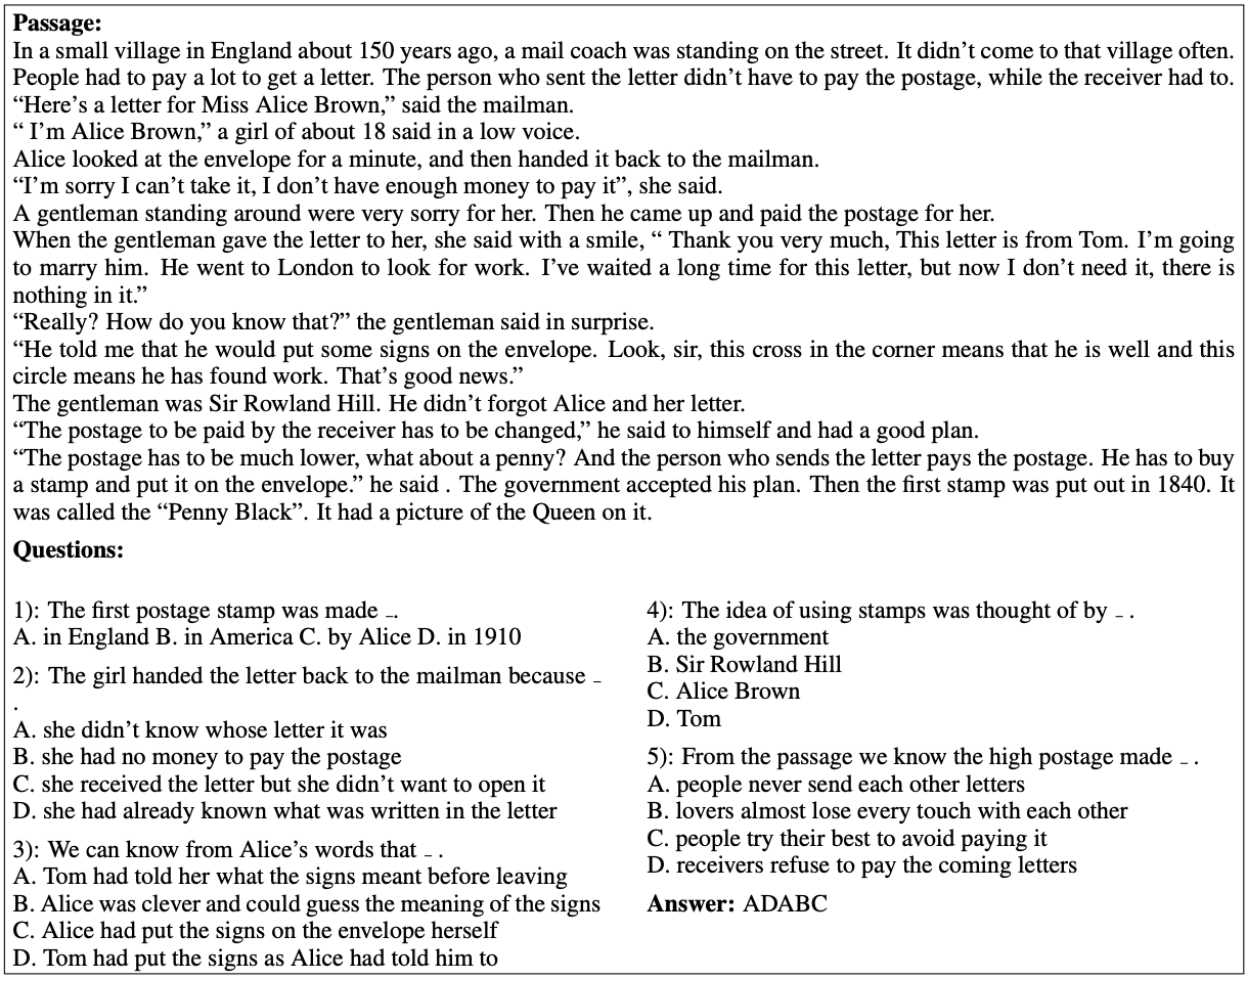 Passage:
In a small village in England about 150 years ago, a mail coach was standing on the street. It didn’t come to that village often.
People had to pay a lot to get a letter. The person who sent the letter didn’t have to pay the postage, while the receiver had to.
“Here’s a letter for Miss Alice Brown,” said the mailman.
“ I’m Alice Brown,” a girl of about 18 said in a low voice.
Alice looked at the envelope for a minute, and then handed it back to the mailman.
“I’m sorry I can’t take it, I don’t have enough money to pay it”, she said.
A gentleman standing around were very sorry for her. Then he came up and paid the postage for her.
When the gentleman gave the letter to her, she said with a smile, “ Thank you very much, This letter is from Tom. I’m going
to marry him. He went to London to look for work. I’ve waited a long time for this letter, but now I don’t need it, there is
nothing in it.”
“Really? How do you know that?” the gentleman said in surprise.
“He told me that he would put some signs on the envelope. Look, sir, this cross in the corner means that he is well and this
circle means he has found work. That’s good news.”
The gentleman was Sir Rowland Hill. He didn’t forgot Alice and her letter.
“The postage to be paid by the receiver has to be changed,” he said to himself and had a good plan.
“The postage has to be much lower, what about a penny? And the person who sends the letter pays the postage. He has to buy
a stamp and put it on the envelope.” he said . The government accepted his plan. Then the first stamp was put out in 1840. It
was called the “Penny Black”. It had a picture of the Queen on it.
Questions:
1): The first postage stamp was made _.
A. in England B. in America C. by Alice D. in 1910
2): The girl handed the letter back to the mailman because _
.
A. she didn’t know whose letter it was
B. she had no money to pay the postage
C. she received the letter but she didn’t want to open it
D. she had already known what was written in the letter
3): We can know from Alice’s words that _ .
A. Tom had told her what the signs meant before leaving
B. Alice was clever and could guess the meaning of the signs
C. Alice had put the signs on the envelope herself
D. Tom had put the signs as Alice had told him to
4): The idea of using stamps was thought of by _ .
A. the government
B. Sir Rowland Hill
C. Alice Brown
D. Tom
5): From the passage we know the high postage made _ .
A. people never send each other letters
B. lovers almost lose every touch with each other
C. people try their best to avoid paying it
D. receivers refuse to pay the coming letters
Answer: ADABC